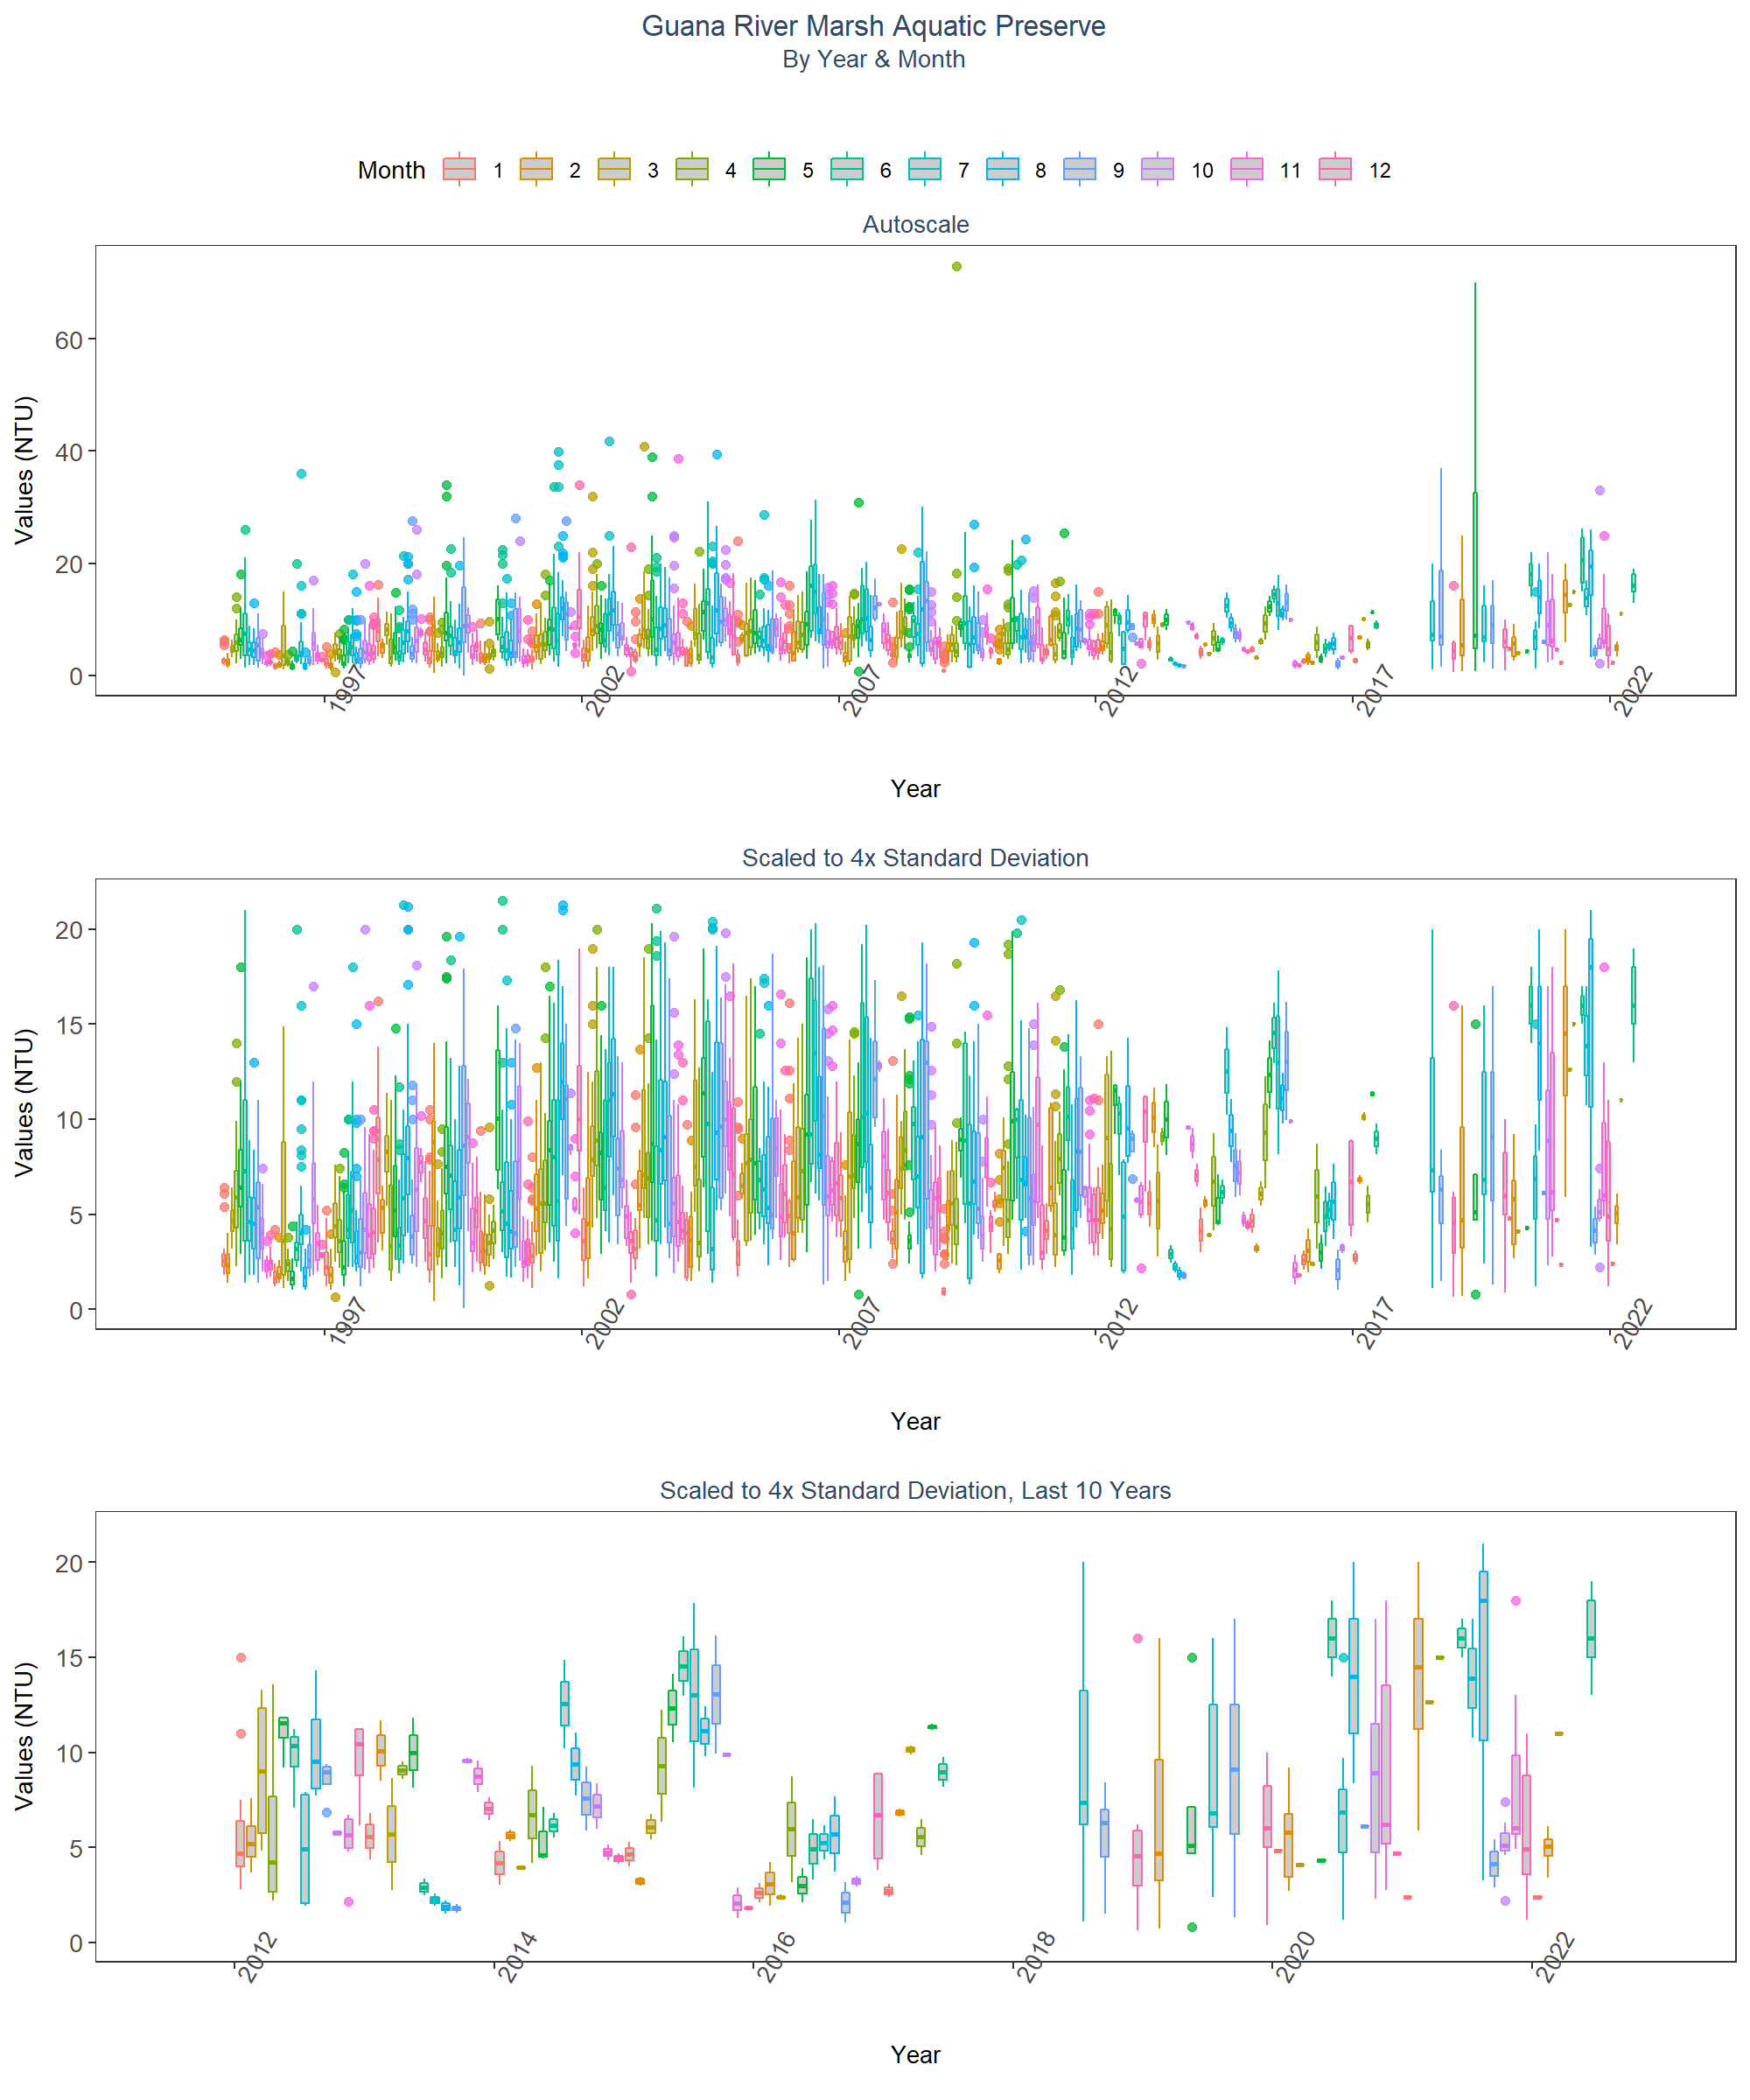 Guana River Marsh Aquatic Preserve
By Year & Month
Month 1 2 3 4 5 6 7 8 9 10 11 12
Autoscale
Values (NTU)
60
40
20
0
1997 2002 2007 2012 2017 2022
Year
Scaled to 4x Standard Deviation
Values (NTU)
20
15
10
5
0
1997 2002 2007 2012 2017 2022
Year
Scaled to 4x Standard Deviation, Last 10 Years
Values (NTU)
20
15
10
5
0
2012 2014 2016 2018 2020 2022
Year